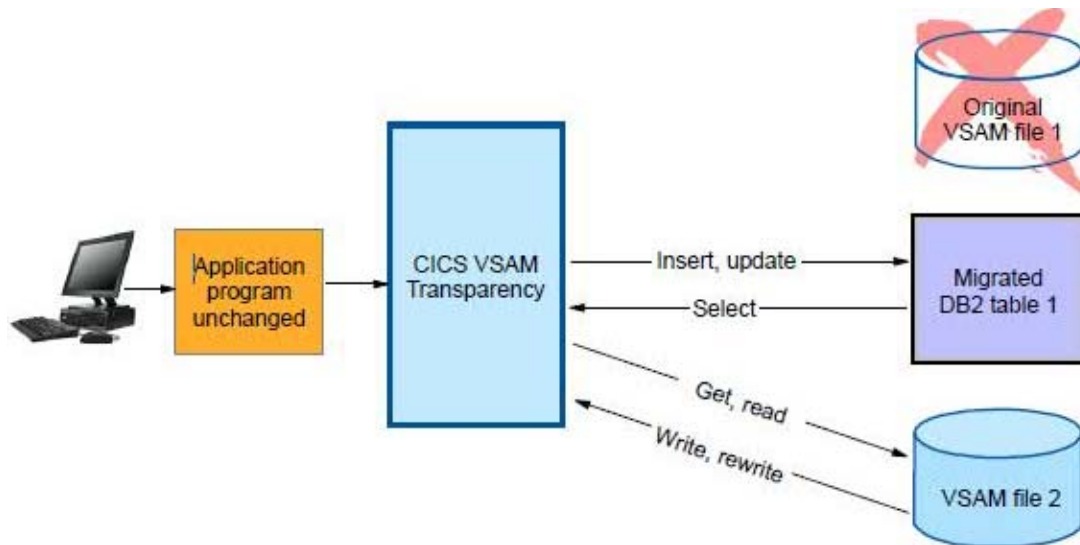 Original
VSAM file 1
Application
program
unchanged
CICS VSAM
Transparency
Insert, update
Select
Migrated
DB2 table 1
Get, read
Write, rewrite
VSAM file 2